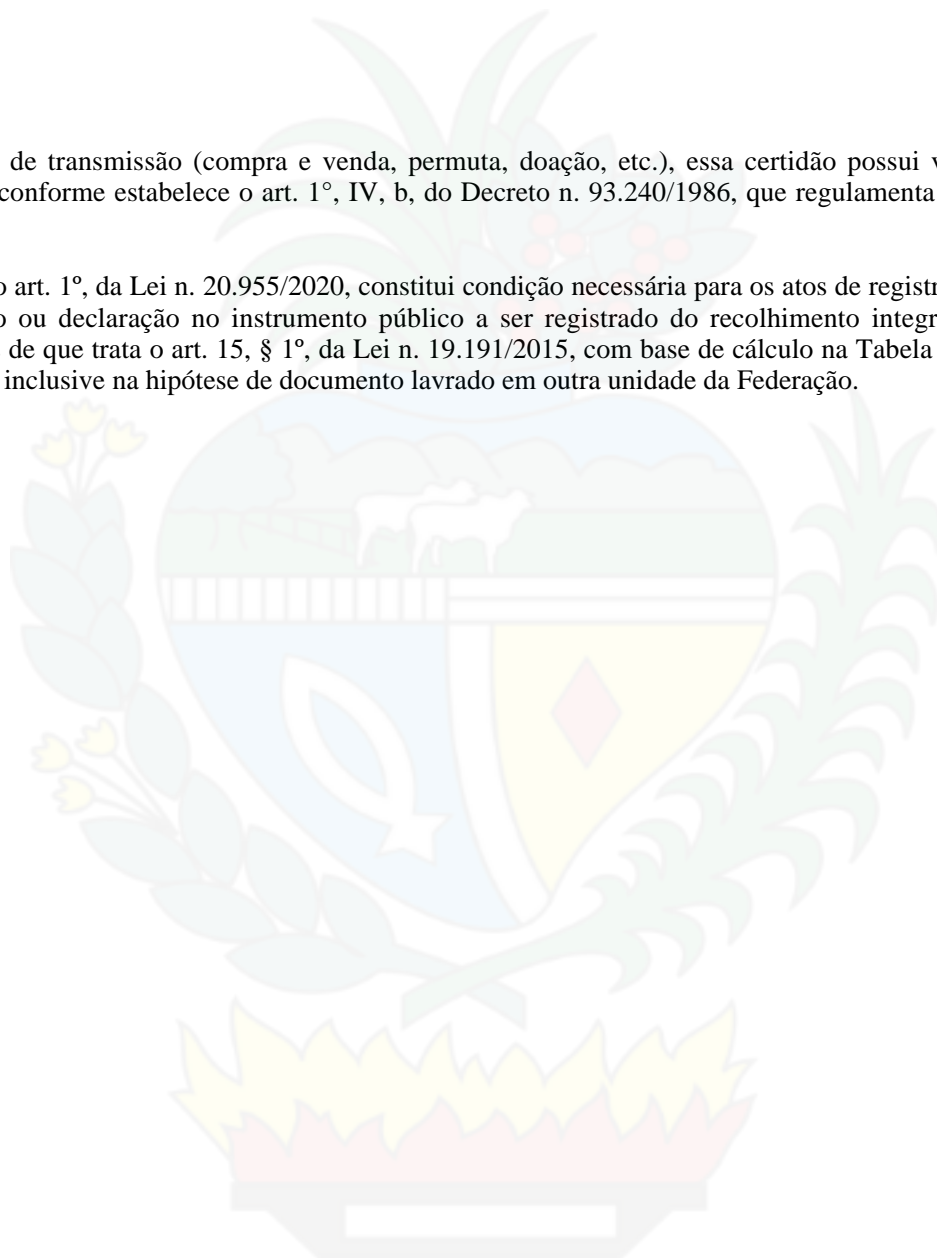 de transmissão (compra e venda, permuta, doação, etc.), essa certidão possui
conforme estabelece o art. 1°, IV, b, do Decreto n. 93.240/1986, que regulamenta
o art. 1º, da Lei n. 20.955/2020, constitui condição necessária para os atos de
ou declaração no instrumento público a ser registrado do recolhimento
de que trata o art. 15, § 1º, da Lei n. 19.191/2015, com base de cálculo na Tabela
inclusive na hipótese de documento lavrado em outra unidade da Federação.